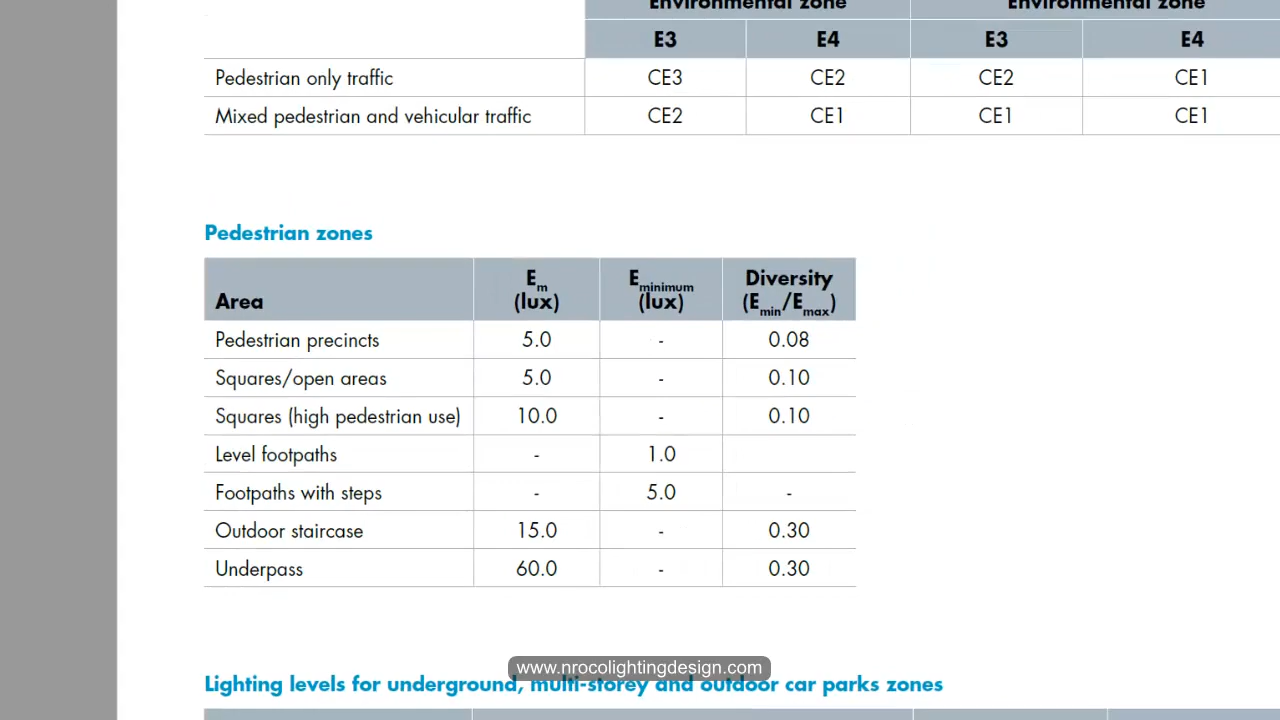 Environmental zone Environmental zone
E3 E4 E3 E4
Pedestrian only traffic CE3 CE2 CE2 CE1
Mixed pedestrian and vehicular traffic CE2 CE1 CE1 CE1
Pedestrian zones
Area Em (lux) Eminimum (lux) Diversity (Emin/Emax)
Pedestrian precincts 5.0 - 0.08
Squares/open areas 5.0 - 0.10
Squares (high pedestrian use) 10.0 - 0.10
Level footpaths - 1.0
Footpaths with steps - 5.0 -
Outdoor staircase 15.0 - 0.30
Underpass 60.0 - 0.30
www.nrocolightingdesign.com
Lighting levels for underground, multi-storey and outdoor car parks zones